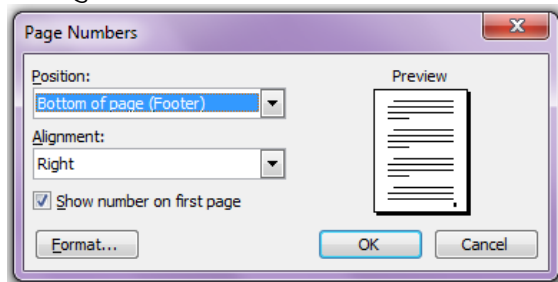 Page Numbers
Position:
Preview
Bottom of page (Footer)
Alignment:
Right
Show number on first page
Format...
OK
Cancel